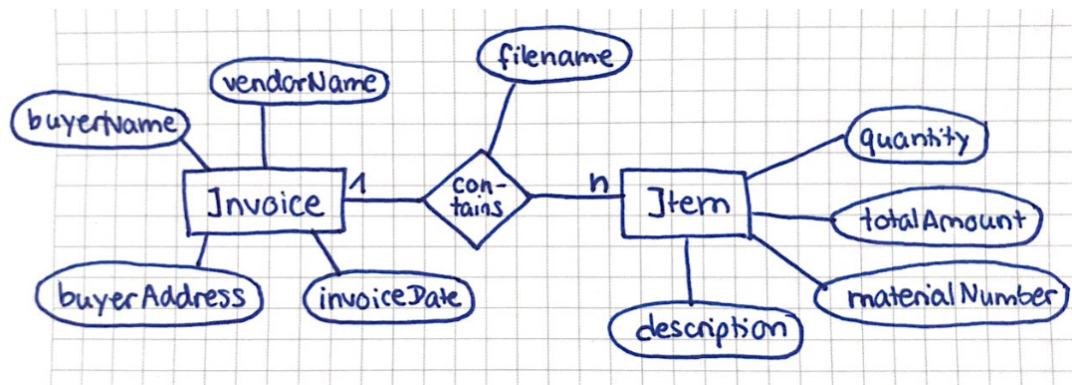 filename
vendorName
buyerName
quantity
Invoice
1
con-
tains
n
Item
totalAmount
buyerAddress
invoiceDate
materialNumber
description